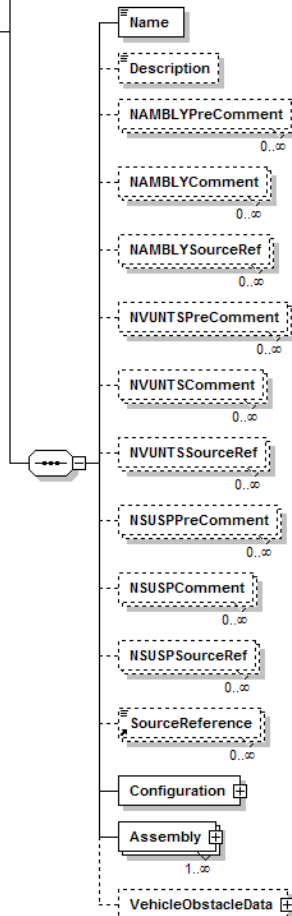 Name
Description
NAMBLYPreComment
0..∞
NAMBLYComment
0..∞
NAMBLYSourceRef
0..∞
NVUNTSPreComment
0..∞
NVUNTSComment
0..∞
NVUNTSSourceRef
0..∞
NSUSPPreComment
0..∞
NSUSPComment
0..∞
NSUSPSourceRef
0..∞
SourceReference
0..∞
Configuration
Assembly
1..∞
VehicleObstacleData